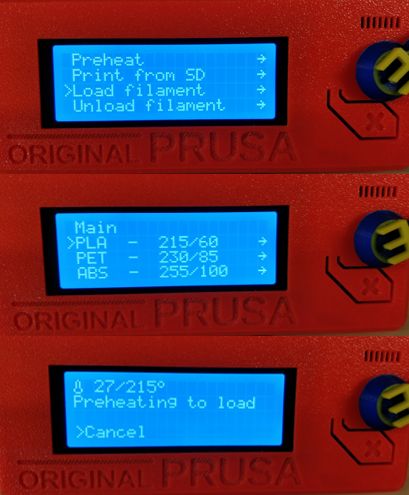 Preheat →
Print from SD →
>Load filament →
Unload filament →
ORIGINAL PRUSA
Main
>PLA - 215/60 →
PET - 230/85 →
ABS - 255/100 →
ORIGINAL PRUSA
27/215°
Preheating to load
>Cancel
ORIGINAL PRUSA